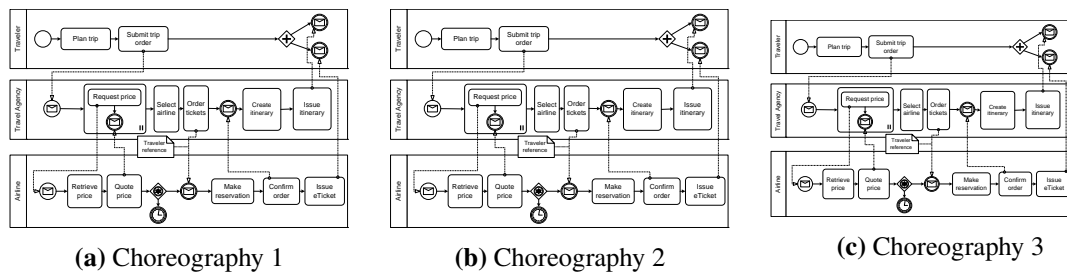 Traveler
Plan trip
Submit trip
order
Travel Agency
Request price
Select
airline
Order
tickets
Create
itinerary
Issue
itinerary
Traveler
reference
Airline
Retrieve
price
Quote
price
Make
reservation
Confirm
order
Issue
eTicket
(a) Choreography 1
Traveler
Plan trip
Submit trip
order
Travel Agency
Request price
Select
airline
Order
tickets
Create
itinerary
Issue
itinerary
Traveler
reference
Airline
Retrieve
price
Quote
price
Make
reservation
Confirm
order
Issue
eTicket
(b) Choreography 2
Traveler
Plan trip
Submit trip
order
Travel Agency
Request price
Select
airline
Order
tickets
Create
itinerary
Issue
itinerary
Traveler
reference
Airline
Retrieve
price
Quote
price
Make
reservation
Confirm
order
Issue
eTicket
(c) Choreography 3